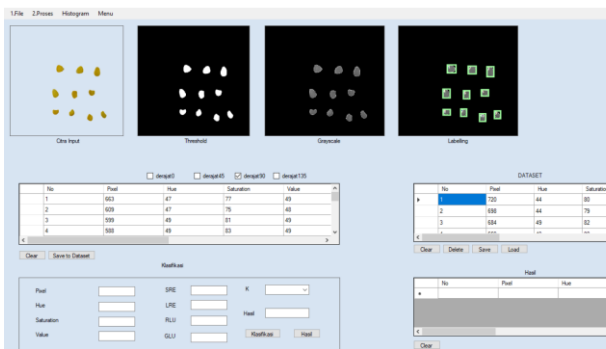 1.File 2.Proses Histogram Menu
Citra Input Threshold Grayscale Labelling
derajat0 derajat45 derajat90 derajat135
DATASET
No Pixel Hue Saturation Value
1 663 47 77 49
2 609 47 75 48
3 599 49 81 49
4 588 49 83 49
No Pixel Hue Saturation
1 720 44 80
2 698 44 79
3 684 49 82
Clear Save to Dataset
Clear Delete Save Load
Klasifikasi
Hasil
Pixel SRE K
Hue LRE Hasil
Saturation RLU
Value GLU Klasifikasi Hasil
No Pixel Hue
Clear